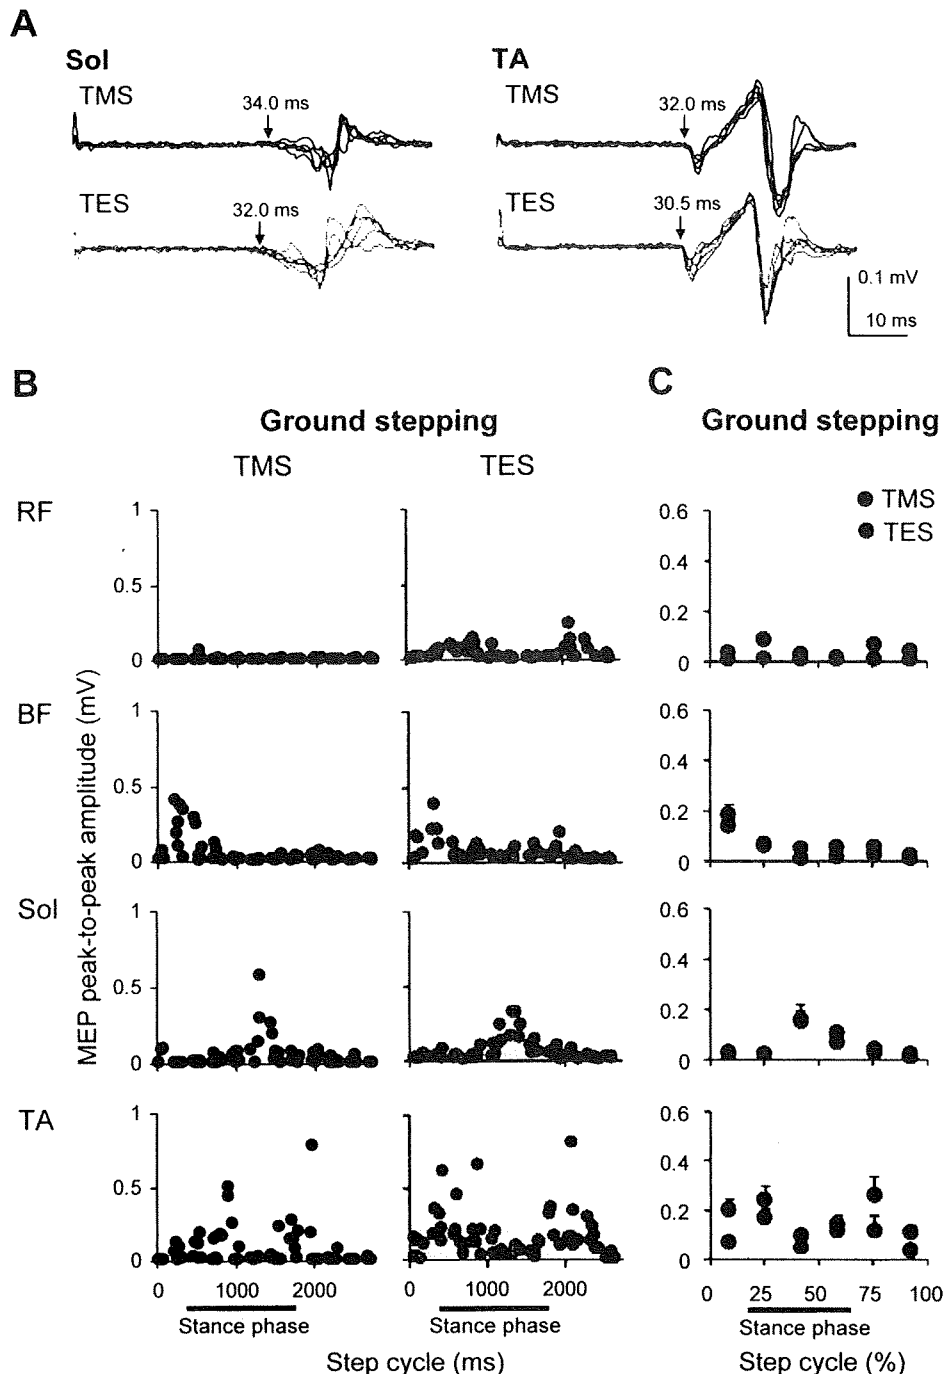 A
Sol
TMS
34.0 ms
TES
32.0 ms
TA
TMS
32.0 ms
TES
30.5 ms
0.1 mV
10 ms
B
Ground stepping
TMS
TES
C
Ground stepping
TMS
TES
MEP peak-to-peak amplitude (mV)
RF
1
0.5
0
0.6
0.4
0.2
0
BF
1
0.5
0
0.6
0.4
0.2
0
Sol
1
0.5
0
0.6
0.4
0.2
0
TA
1
0.5
0
0.6
0.4
0.2
0
0 1000 2000
0 1000 2000
0 25 50 75 100
Stance phase
Stance phase
Stance phase
Step cycle (ms)
Step cycle (%)